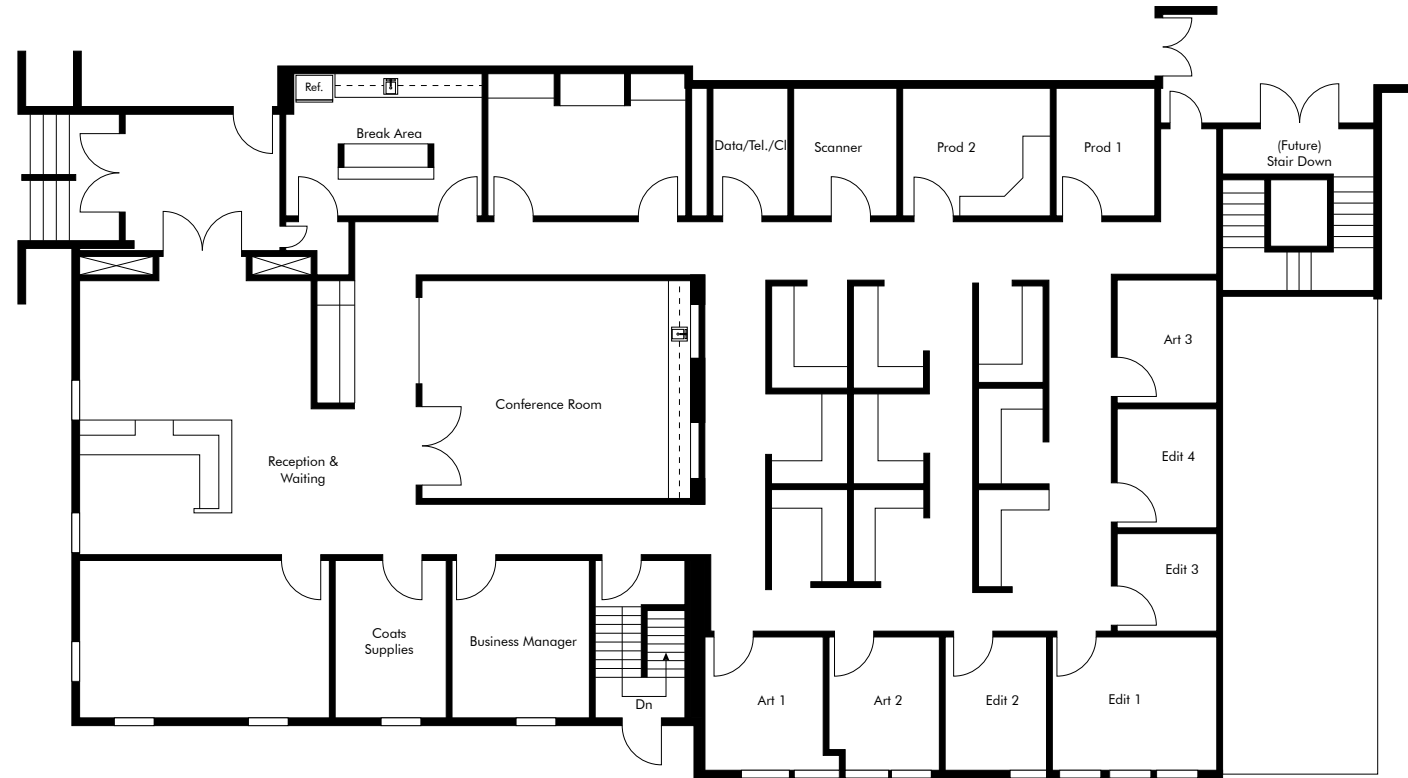 Ref.
Break Area
Data/Tel./Cl
Scanner
Prod 2
Prod 1
(Future)
Stair Down
Art 3
Conference Room
Edit 4
Reception &
Waiting
Edit 3
Coats
Supplies
Business Manager
Dn
Art 1
Art 2
Edit 2
Edit 1